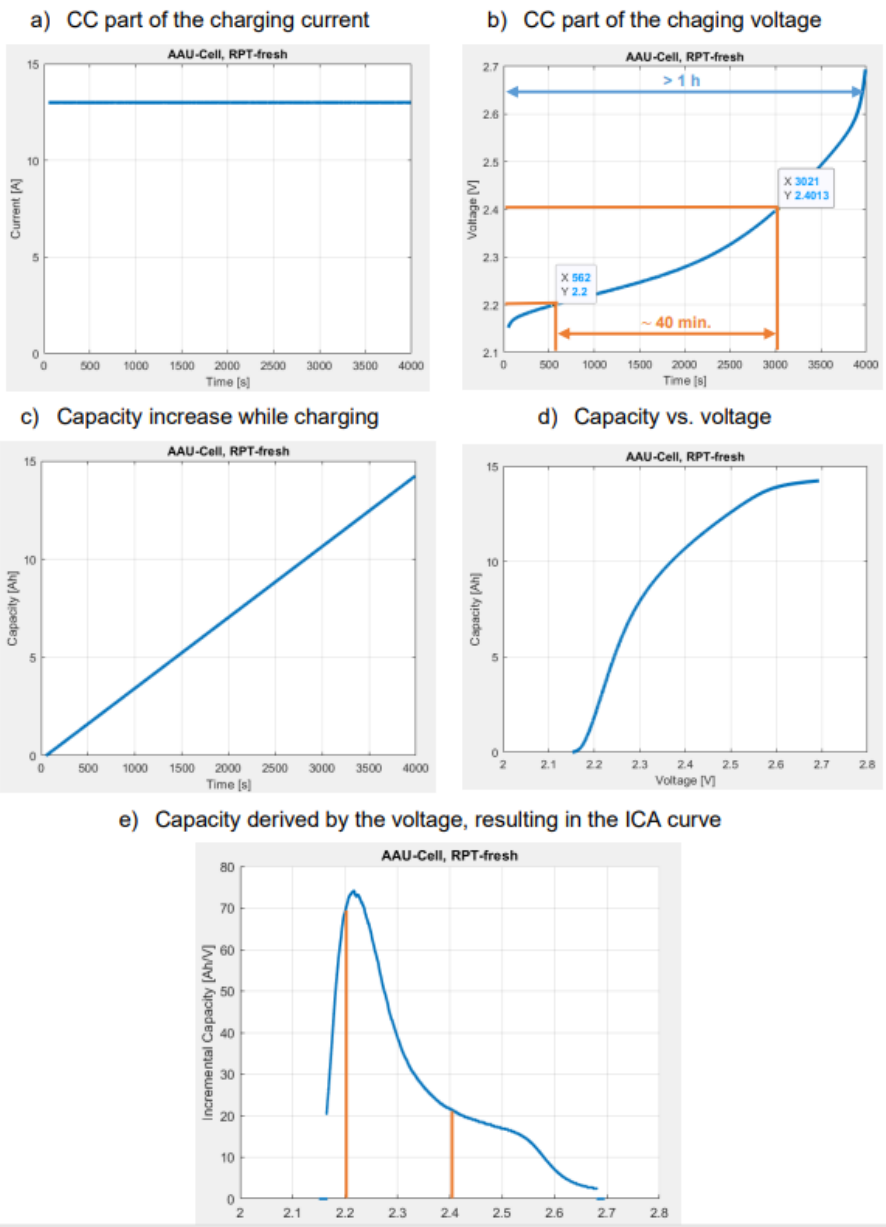 a) CC part of the charging current
b) CC part of the chaging voltage
AAU-Cell, RPT-fresh
15
10
5
0
Current [A]
0 500 1000 1500 2000 2500 3000 3500 4000
Time [s]
AAU-Cell, RPT-fresh
2.7
2.6
2.5
2.4
2.3
2.2
2.1
Voltage [V]
> 1 h
X 3021
Y 2.4013
X 562
Y 2.2
~ 40 min.
0 500 1000 1500 2000 2500 3000 3500 4000
Time [s]
c) Capacity increase while charging
d) Capacity vs. voltage
AAU-Cell, RPT-fresh
15
10
5
0
Capacity [Ah]
0 500 1000 1500 2000 2500 3000 3500 4000
Time [s]
AAU-Cell, RPT-fresh
15
10
5
0
Capacity [Ah]
2 2.1 2.2 2.3 2.4 2.5 2.6 2.7 2.8
Voltage [V]
e) Capacity derived by the voltage, resulting in the ICA curve
AAU-Cell, RPT-fresh
80
70
60
50
40
30
20
10
0
Incremental Capacity [Ah/V]
2 2.1 2.2 2.3 2.4 2.5 2.6 2.7 2.8